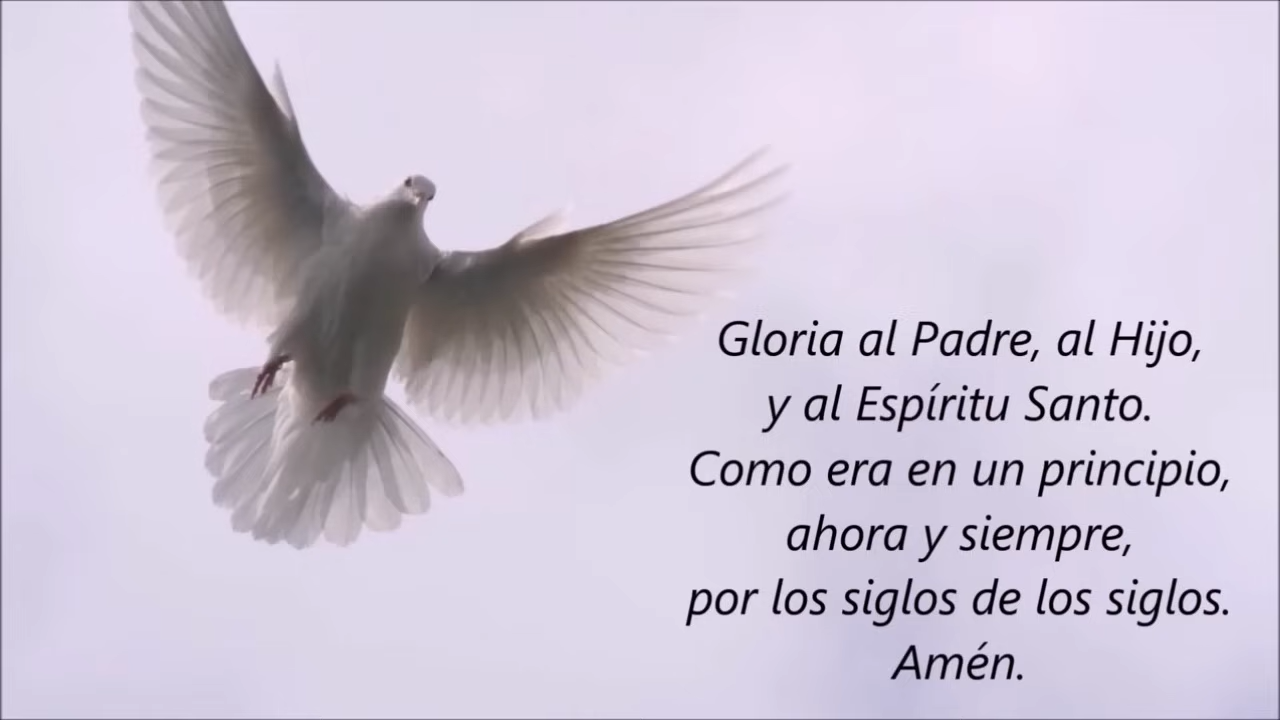 Gloria al Padre, al Hijo,
y al Espíritu Santo.
Como era en un principio,
ahora y siempre,
por los siglos de los siglos.
Amén.